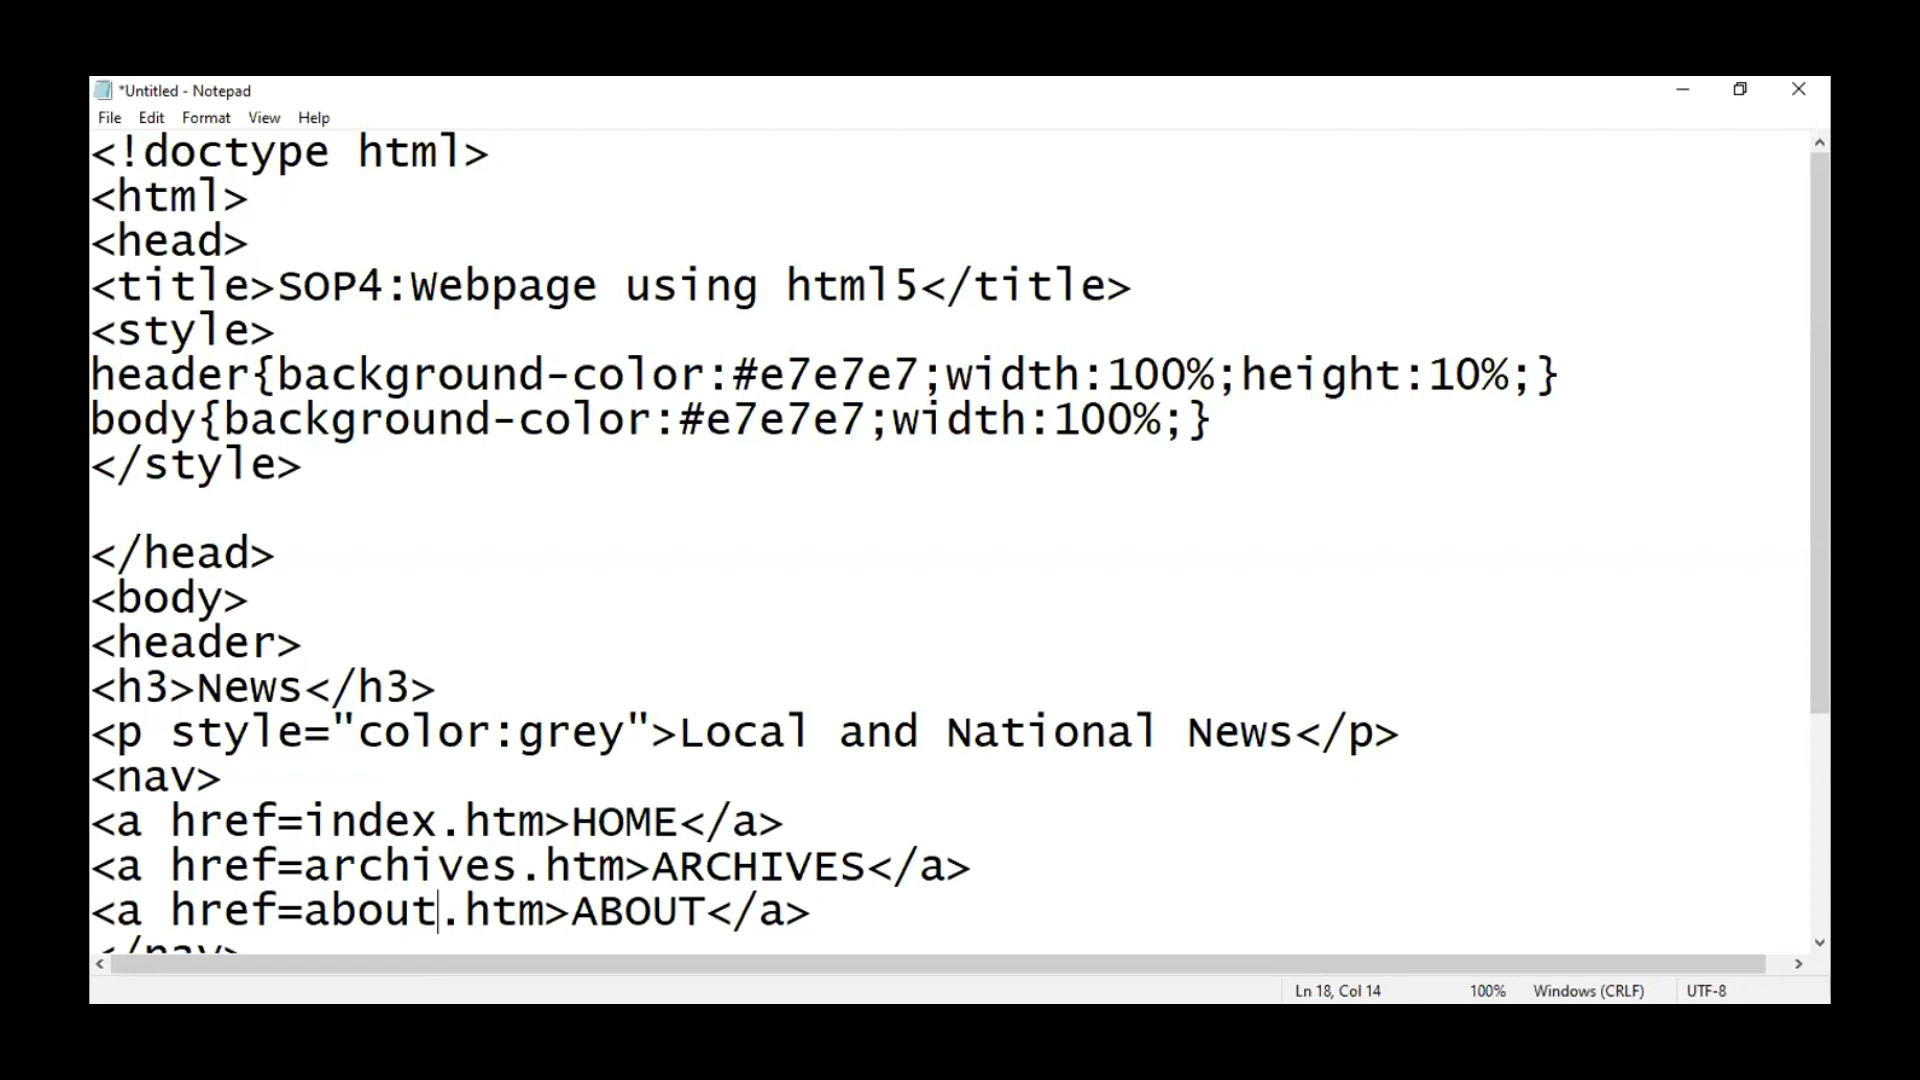 *Untitled - Notepad
File Edit Format View Help
<!doctype html>
<html>
<head>
<title>SOP4:Webpage using html5</title>
<style>
header{background-color:#e7e7e7;width:100%;height:10%;}
body{background-color:#e7e7e7;width:100%;}
</style>
</head>
<body>
<header>
<h3>News</h3>
<p style="color:grey">Local and National News</p>
<nav>
<a href=index.htm>HOME</a>
<a href=archives.htm>ARCHIVES</a>
<a href=about.htm>ABOUT</a>
</nav>
Ln 18, Col 14 100% Windows (CRLF) UTF-8